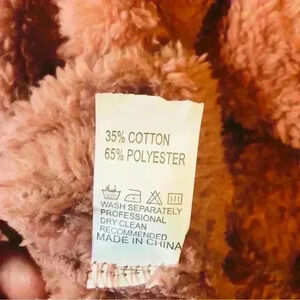 35% COTTON
65% POLYESTER
WASH SEPARATELY
PROFESSIONAL
DRY CLEAN
RECOMMENDED
MADE IN CHINA